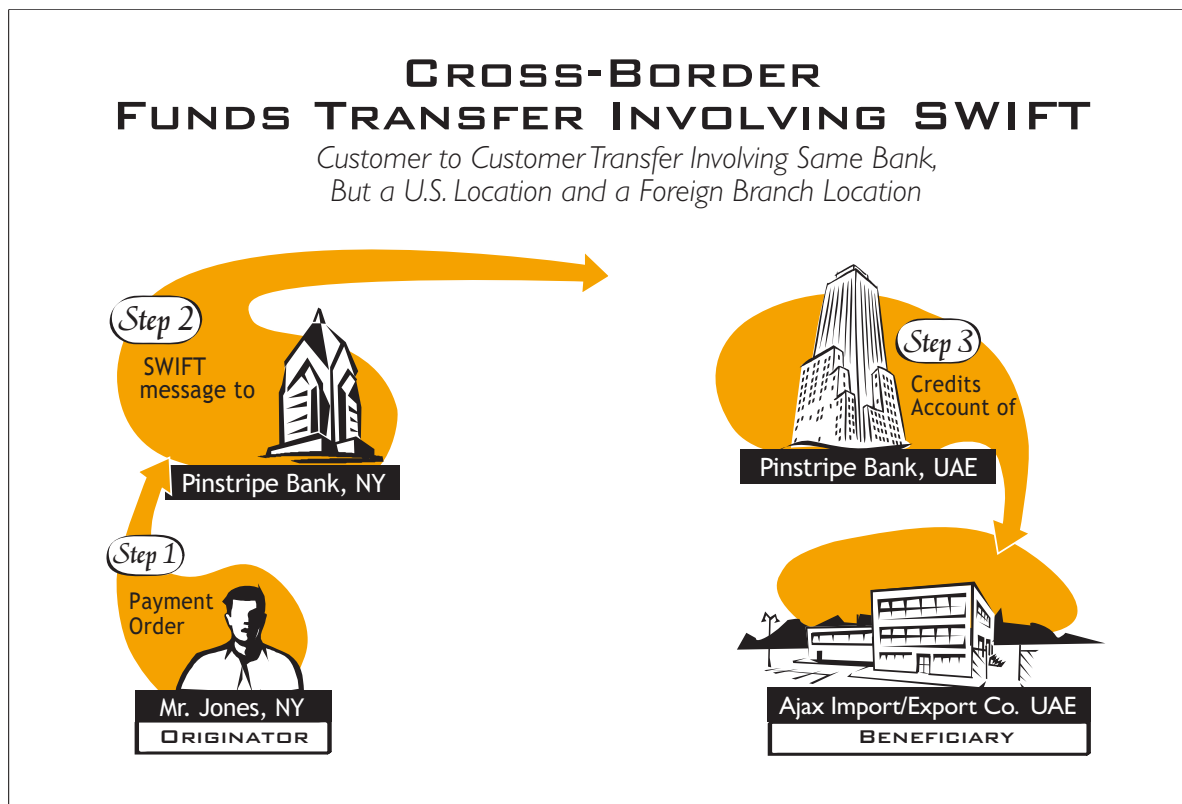 Cross-Border
Funds Transfer Involving SWIFT
Customer to Customer Transfer Involving Same Bank,
But a U.S. Location and a Foreign Branch Location
Step 2
SWIFT
message to
Pinstripe Bank, NY
Step 1
Payment
Order
Mr. Jones, NY
Originator
Step 3
Credits
Account of
Pinstripe Bank, UAE
Ajax Import/Export Co. UAE
Beneficiary